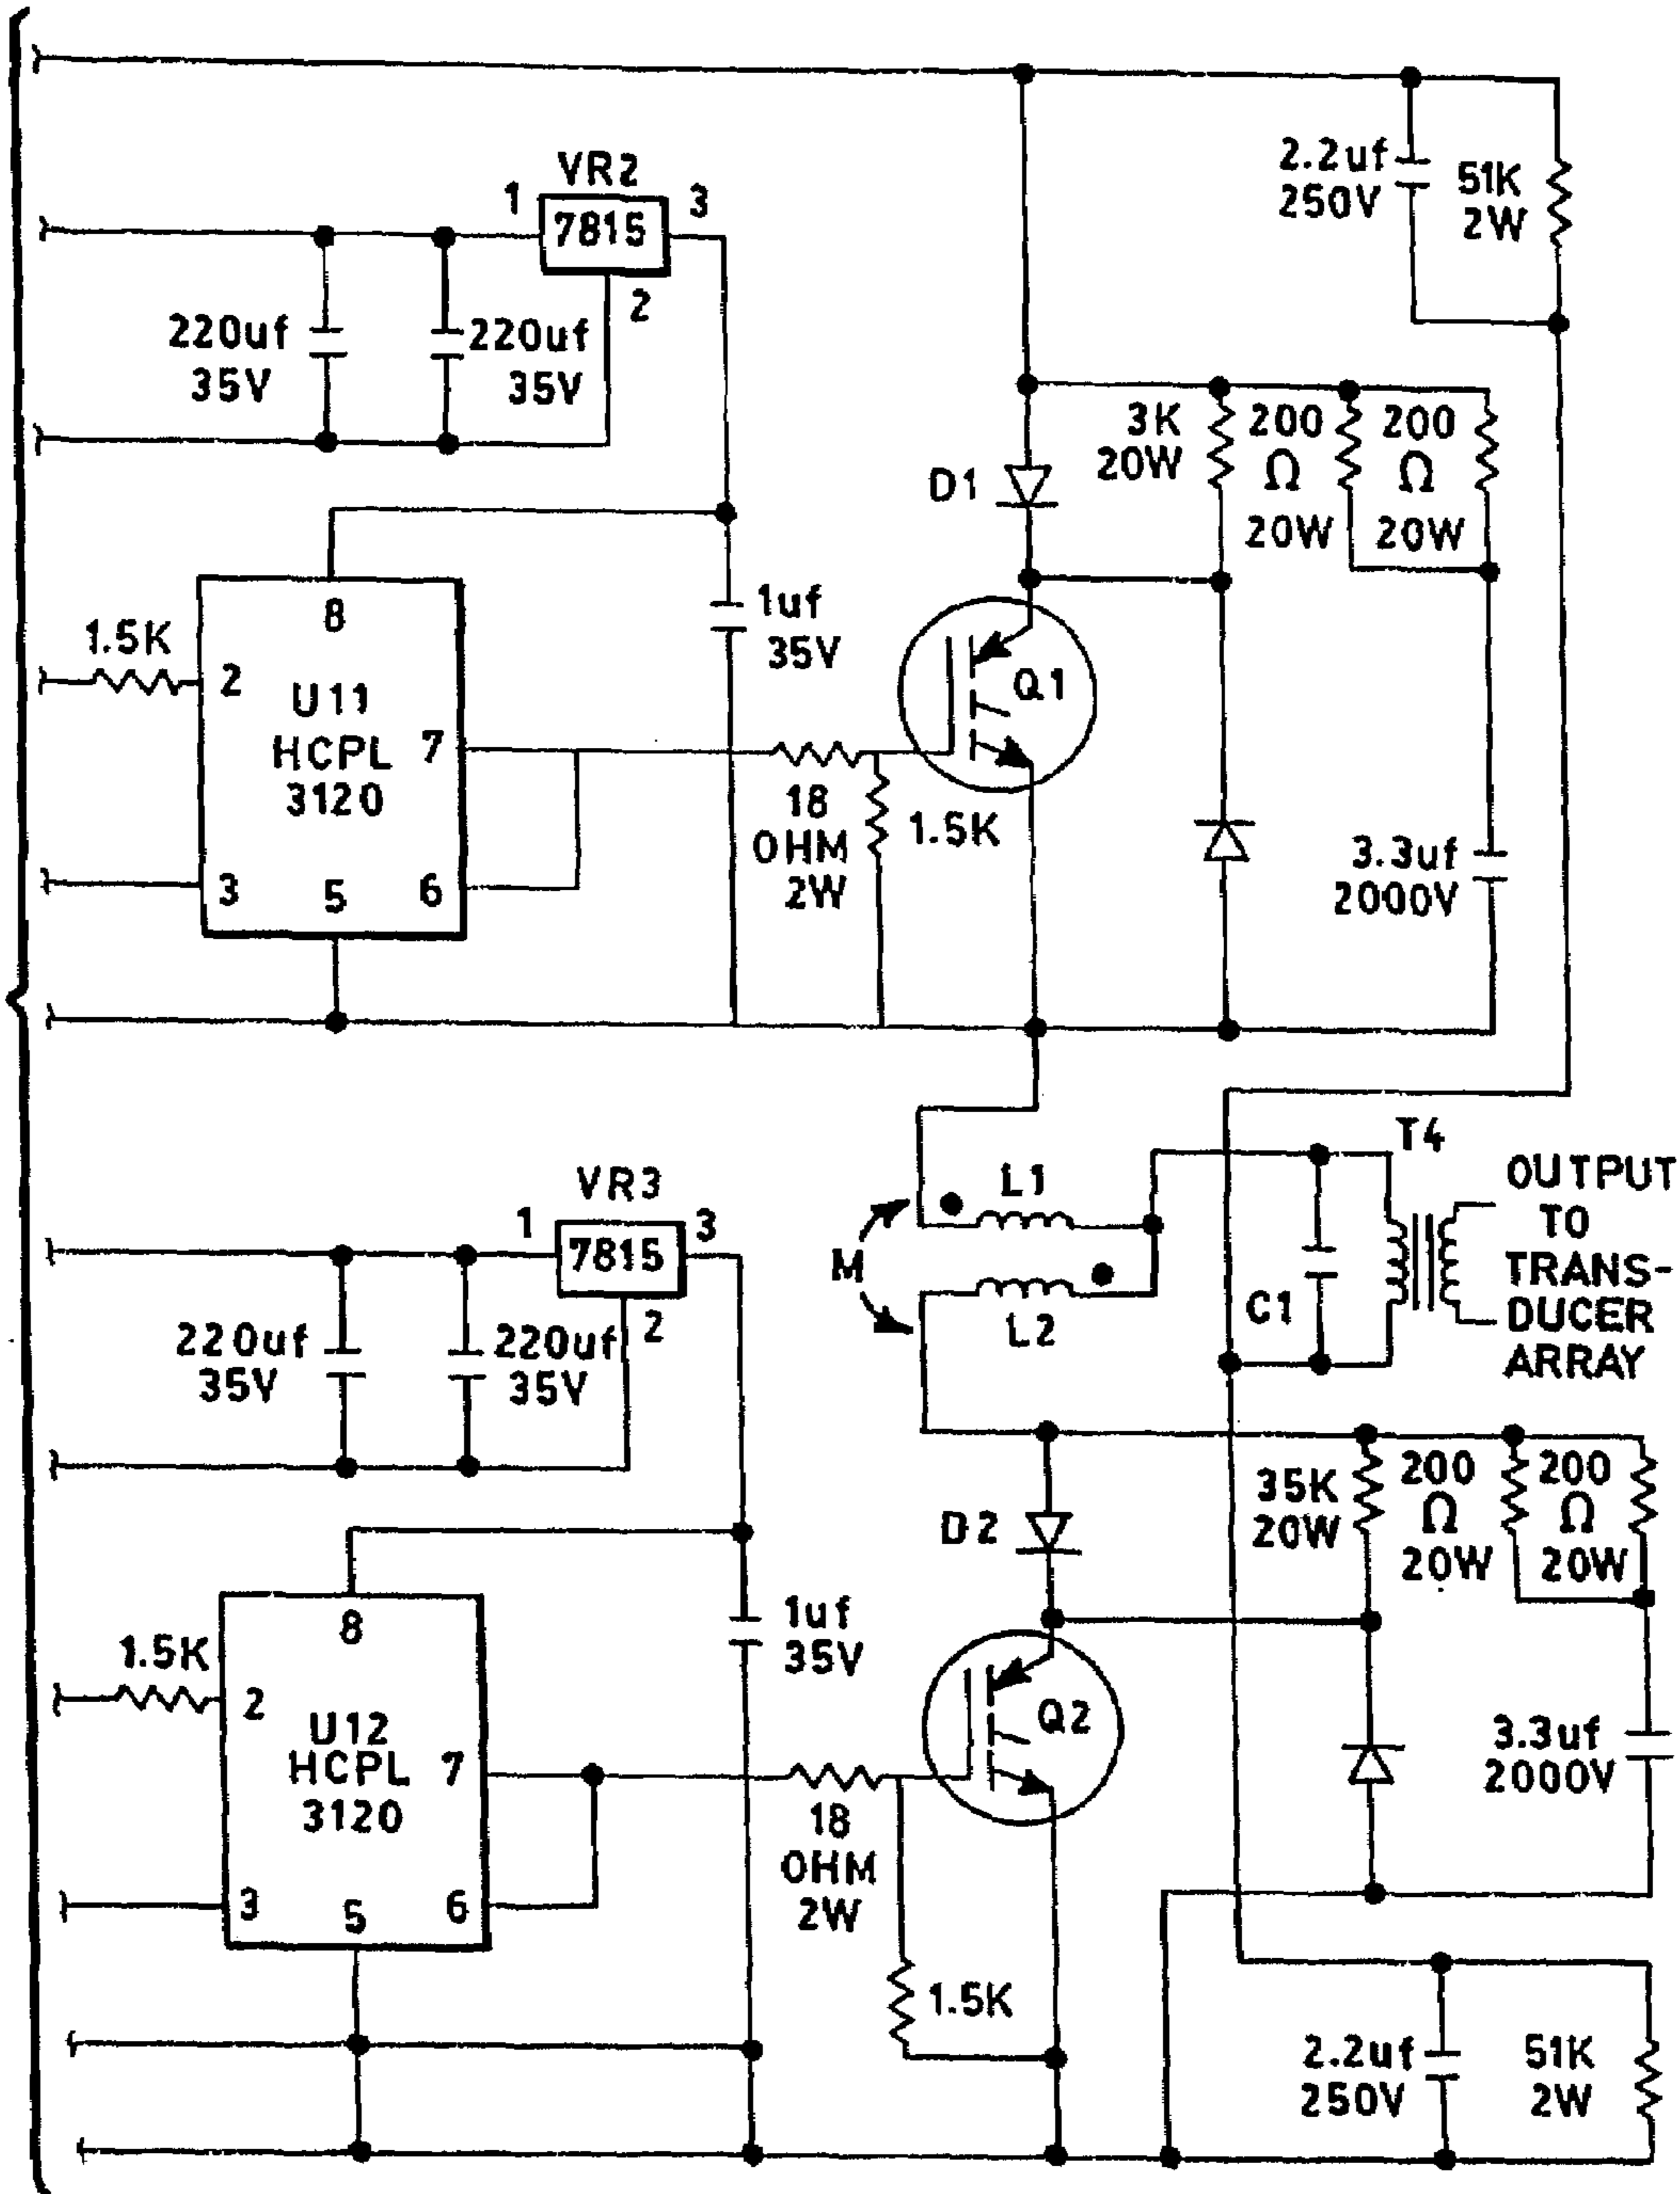 2.2uf
250V
51K
2W
VR2
1
7815
3
2
220uf
35V
220uf
35V
3K
20W
200
Ω
20W
200
Ω
20W
D1
1uf
35V
1.5K
8
2
U11
HCPL
3120
7
3
5
6
Q1
18
OHM
2W
1.5K
3.3uf
2000V
T4
L1
M
L2
C1
OUTPUT
TO
TRANS-
DUCER
ARRAY
VR3
1
7815
3
2
220uf
35V
220uf
35V
D2
35K
20W
200
Ω
20W
200
Ω
20W
1uf
35V
1.5K
8
2
U12
HCPL
3120
7
3
5
6
Q2
18
OHM
2W
1.5K
3.3uf
2000V
2.2uf
250V
51K
2W